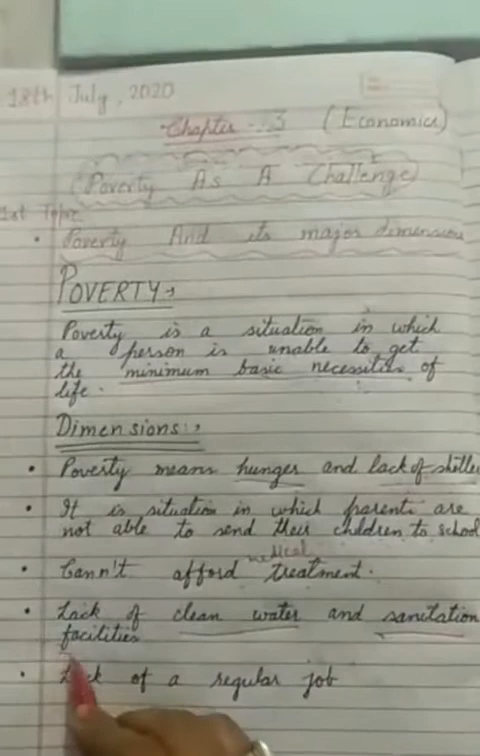 18th July, 2020
Chapter - 3 (Economics)
Poverty As A Challenge
1st Topic
• Poverty And its major dimension
POVERTY →
Poverty is a situation in which
a person is unable to get
the minimum basic necessities of
life.
Dimensions :→
• Poverty means hunger and lack of shelter
• It is situation in which parents are
not able to send their children to school
• Cann't afford medical treatment.
• Lack of clean water and sanitation
facilities
• Lack of a regular job